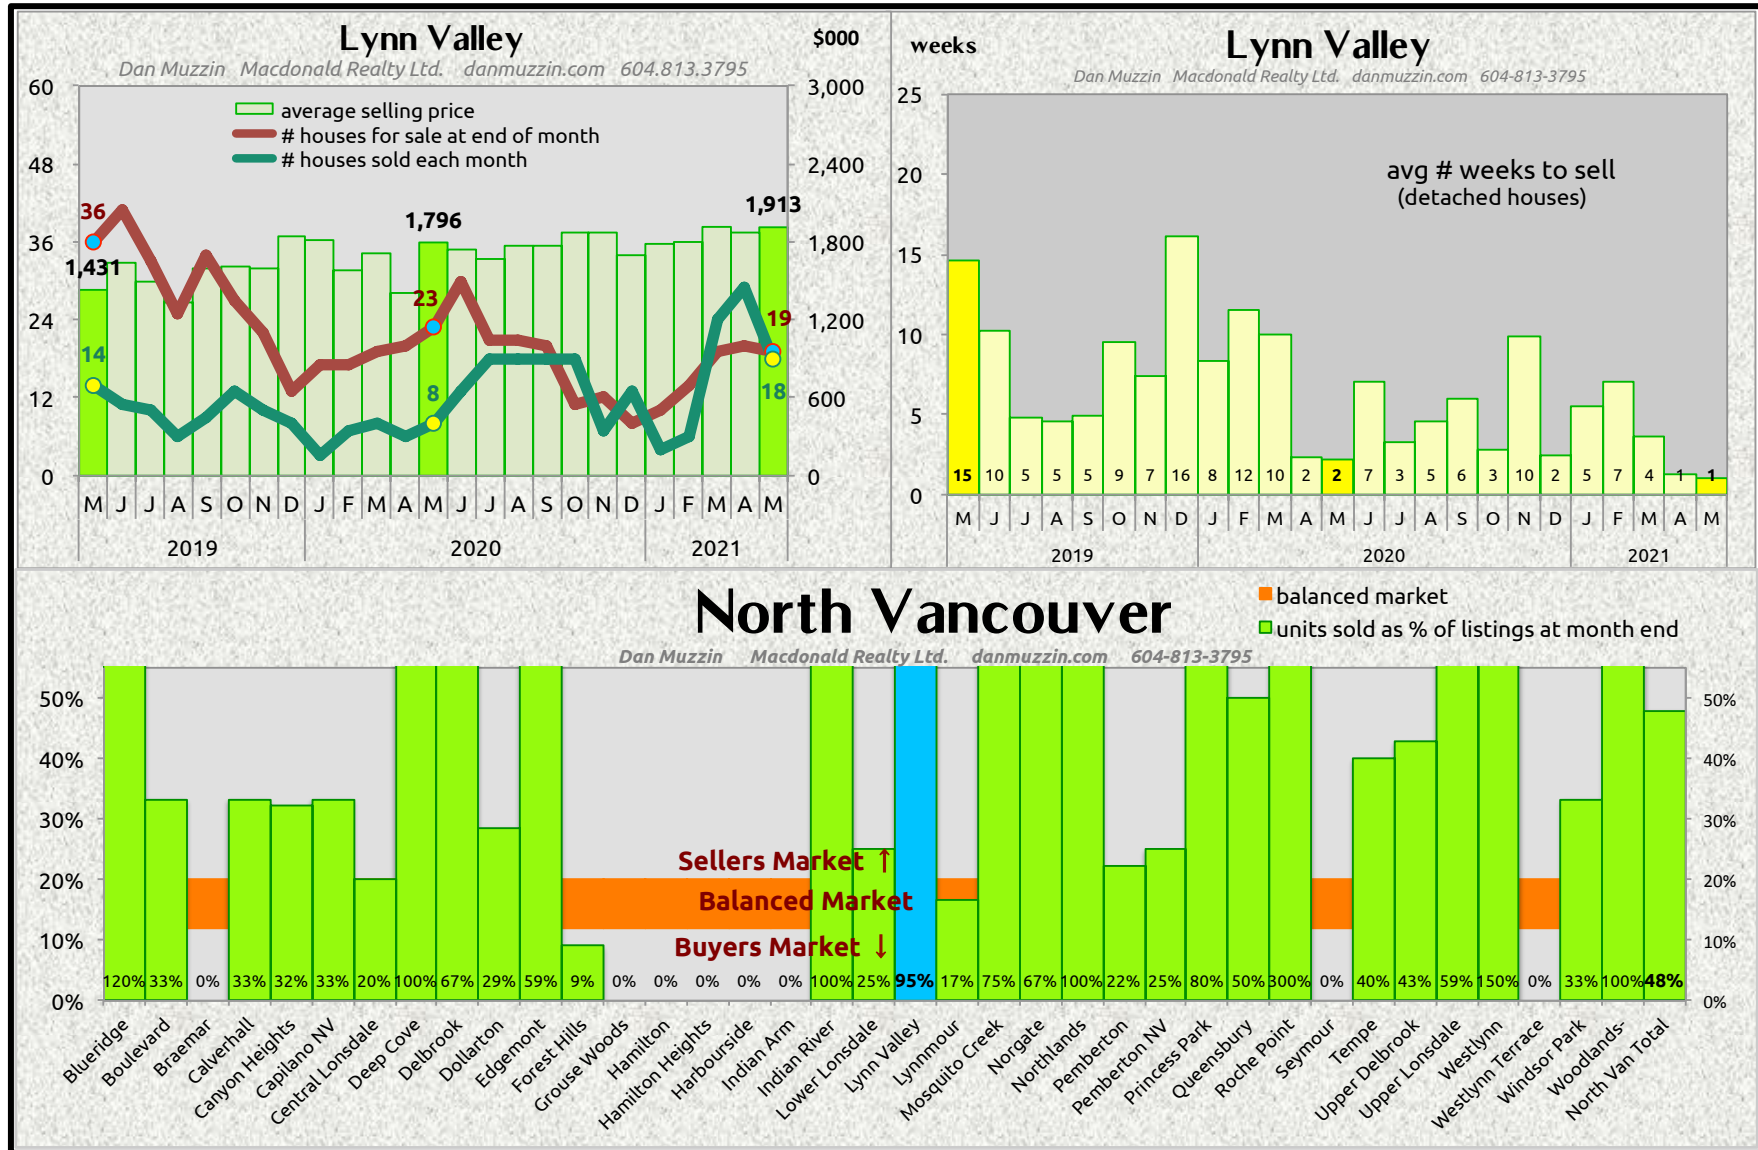 Lynn Valley
$000
Dan Muzzin Macdonald Realty Ltd. danmuzzin.com 604.813.3795
average selling price
# houses for sale at end of month
# houses sold each month
60
48
36
24
12
0
3,000
2,400
1,800
1,200
600
0
36
1,431
14
1,796
23
8
1,913
19
18
M J J A S O N D J F M A M J J A S O N D J F M A M
2019 2020 2021
weeks
Lynn Valley
Dan Muzzin Macdonald Realty Ltd. danmuzzin.com 604-813-3795
avg # weeks to sell
(detached houses)
25
20
15
10
5
0
15 10 5 5 5 9 7 16 8 12 10 2 2 7 3 5 6 3 10 2 5 7 4 1 1
M J J A S O N D J F M A M J J A S O N D J F M A M
2019 2020 2021
North Vancouver
balanced market
units sold as % of listings at month end
Dan Muzzin Macdonald Realty Ltd. danmuzzin.com 604-813-3795
50%
40%
30%
20%
10%
0%
50%
40%
30%
20%
10%
0%
Sellers Market ↑
Balanced Market
Buyers Market ↓
120% 33% 0% 33% 32% 33% 20% 100% 67% 29% 59% 9% 0% 0% 0% 0% 0% 100% 25% 95% 17% 75% 67% 100% 22% 25% 80% 50% 300% 0% 40% 43% 59% 150% 0% 33% 100% 48%
Blueridge
Boulevard
Braemar
Calverhall
Canyon Heights
Capilano NV
Central Lonsdale
Deep Cove
Delbrook
Dollarton
Edgemont
Forest Hills
Grouse Woods
Hamilton
Hamilton Heights
Harbourside
Indian Arm
Indian River
Lower Lonsdale
Lynn Valley
Lynnmour
Mosquito Creek
Norgate
Northlands
Pemberton
Pemberton NV
Princess Park
Queensbury
Roche Point
Seymour
Tempe
Upper Delbrook
Upper Lonsdale
Westlynn
Westlynn Terrace
Windsor Park
Woodlands-
North Van Total